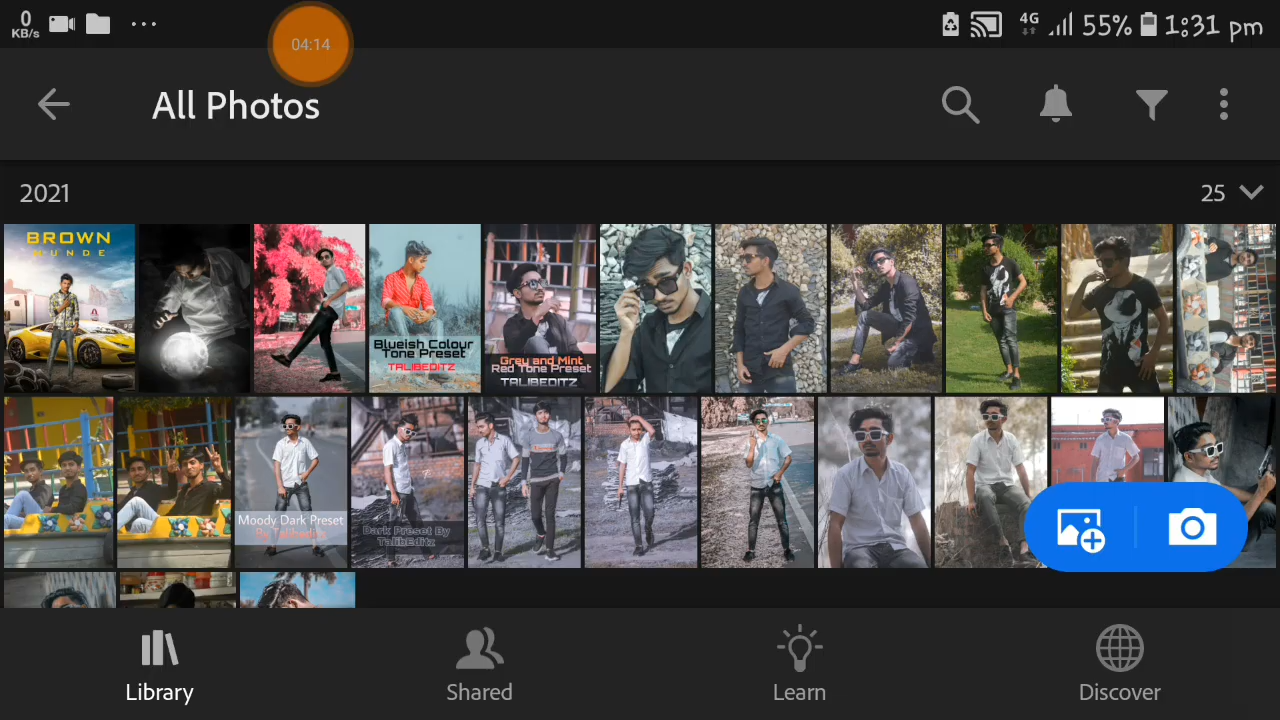 0 KB/s ... 04:14 4G 55% 1:31 pm
All Photos
2021 25
BROWN
MUNDE
Blueish Colour
Tone Preset
TALIBEDITZ
Grey and Mint
Red Tone Preset
TALIBEDITZ
Moody Dark Preset
By Talibeditz
Dark Preset By
TalibEditz
Library Shared Learn Discover